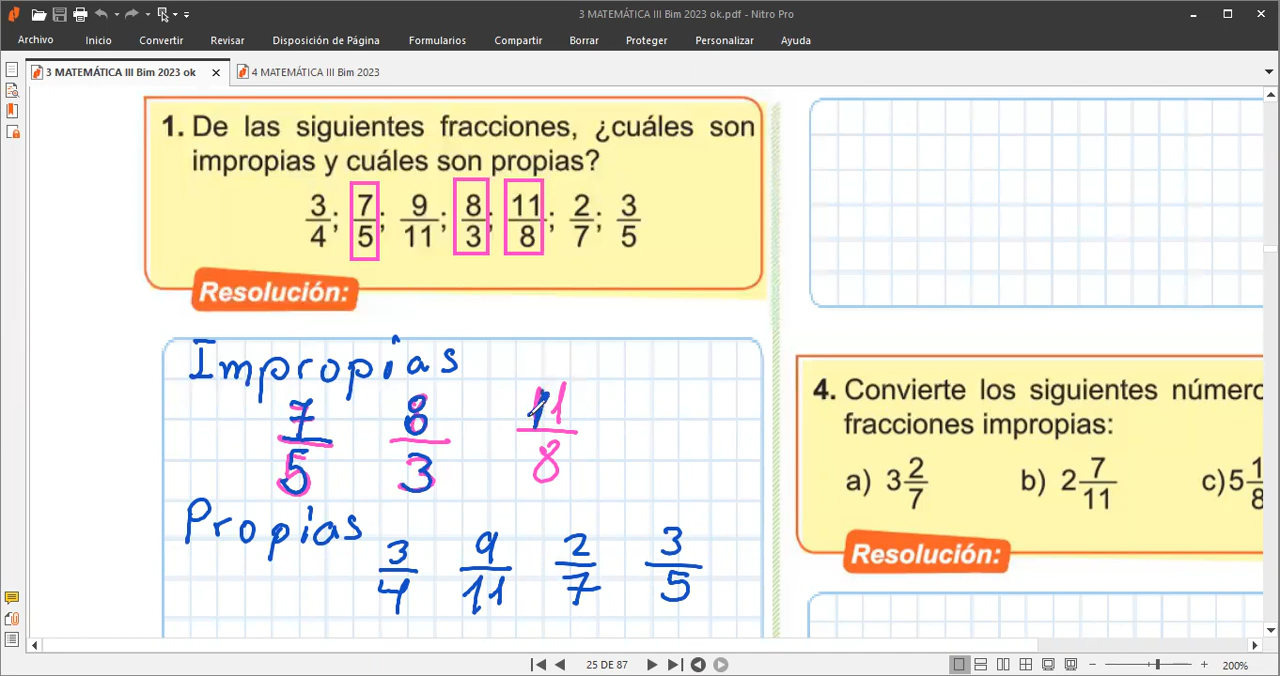 3 MATEMÁTICA III Bim 2023 ok.pdf - Nitro Pro
Archivo Inicio Convertir Revisar Disposición de Página Formularios Compartir Borrar Proteger Personalizar Ayuda
3 MATEMÁTICA III Bim 2023 ok 4 MATEMÁTICA III Bim 2023
1. De las siguientes fracciones, ¿cuáles son
impropias y cuáles son propias?
3/4; 7/5; 9/11; 8/3; 11/8; 2/7; 3/5
Resolución:
Impropias
7/5 8/3 11/8
Propias
3/4 9/11 2/7 3/5
4. Convierte los siguientes número
fracciones impropias:
a) 3 2/7 b) 2 7/11 c) 5 1/8
Resolución:
25 DE 87
200%